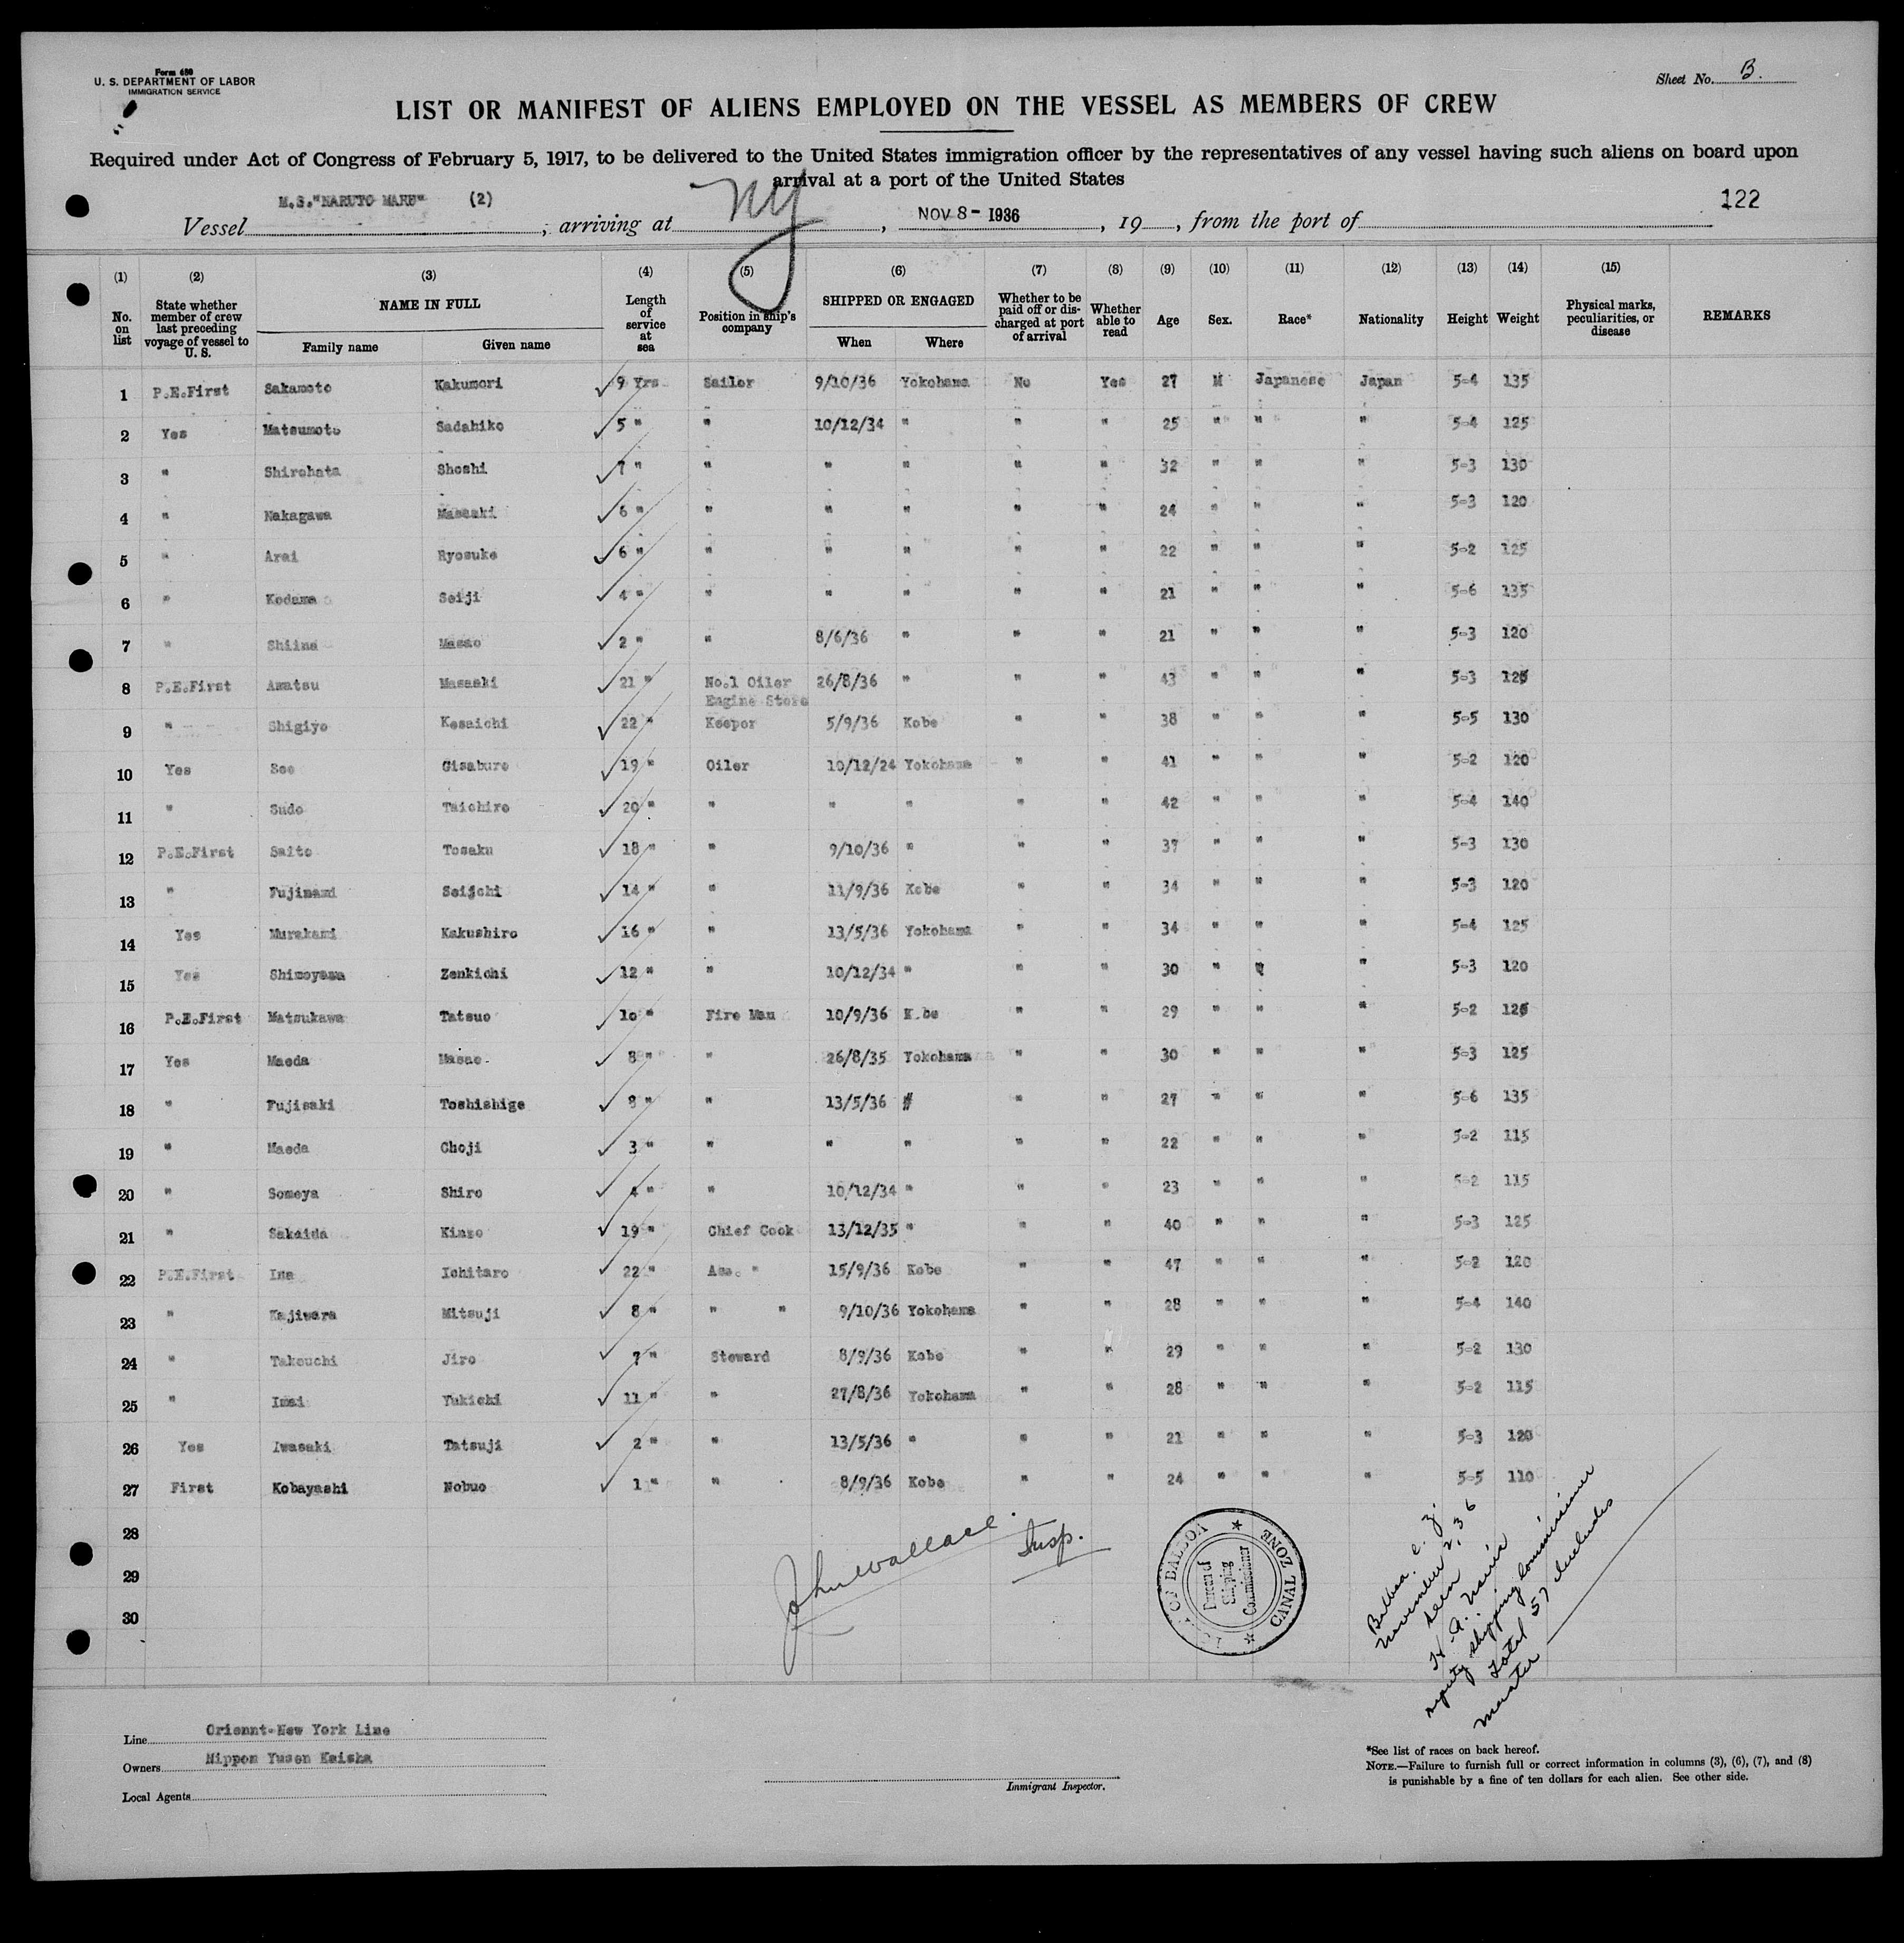 Form 680
U. S. DEPARTMENT OF LABOR
IMMIGRATION SERVICE
Sheet No. B.
LIST OR MANIFEST OF ALIENS EMPLOYED ON THE VESSEL AS MEMBERS OF CREW
Required under Act of Congress of February 5, 1917, to be delivered to the United States immigration officer by the representatives of any vessel having such aliens on board upon
arrival at a port of the United States
122
Vessel M.S."NARUTO MARU" (2) ; arriving at NY , NOV 8 - 1936 , 19 , from the port of
(1) (2) (3) (4) (5) (6) (7) (8) (9) (10) (11) (12) (13) (14) (15)
No. on list State whether member of crew last preceding voyage of vessel to U. S. NAME IN FULL Family name Given name Length of service at sea Position in ship's company SHIPPED OR ENGAGED When Where Whether to be paid off or discharged at port of arrival Whether able to read Age Sex. Race* Nationality Height Weight Physical marks, peculiarities, or disease REMARKS
1 P.E.First Sakamoto Kakumori 9 Yrs Sailor 9/10/36 Yokohama No Yes 27 M Japanese Japan 5-4 135
2 Yes Matsumoto Sadahiko 5 " " 10/12/34 " " " 25 " " " 5-4 125
3 " Shirohata Shoshi 7 " " " " " " 32 " " " 5-3 130
4 " Nakagawa Masaaki 6 " " " " " " 24 " " " 5-3 120
5 " Arai Ryosuke 6 " " " " " " 22 " " " 5-2 125
6 " Kodama Seiji 4 " " " " " " 21 " " " 5-6 135
7 " Shiina Masao 2 " " 8/6/36 " " " 21 " " " 5-3 120
8 P.E.First Amatsu Masaaki 21 " No.1 Oiler 26/8/36 " " " 43 " " " 5-3 125
Engine Store
9 " Shigiyo Kesaichi 22 " Keeper 5/9/36 Kobe " " 38 " " " 5-5 130
10 Yes Soe Gisaburo 19 " Oiler 10/12/24 Yokohama " " 41 " " " 5-2 120
11 " Sudo Taichiro 20 " " " " " " 42 " " " 5-4 140
12 P.E.First Saito Tosaku 18 " " 9/10/36 " " " 37 " " " 5-3 130
13 " Fujinami Seiichi 14 " " 11/9/36 Kobe " " 34 " " " 5-3 120
14 Yes Murakami Kakushiro 16 " " 13/5/36 Yokohama " " 34 " " " 5-4 125
15 Yes Shimoyama Zenkichi 12 " " 10/12/34 " " " 30 " " " 5-3 120
16 P.E.First Matsukawa Tatsuo 10 " Fire Man 10/9/36 K.be " " 29 " " " 5-2 125
17 Yes Maeda Masao 8 " " 26/8/35 Yokohama " " 30 " " " 5-3 125
18 " Fujisaki Toshishige 8 " " 13/5/36 # " " 27 " " " 5-6 135
19 " Maeda Choji 3 " " " " " " 22 " " " 5-2 115
20 " Someya Shiro 4 " " 10/12/34 " " " 23 " " " 5-2 115
21 " Sakaida Kinzo 19 " Chief Cook 13/12/35 " " " 40 " " " 5-3 125
22 P.E.First Ina Ichitaro 22 " Ass. " 15/9/36 Kobe " " 47 " " " 5-2 120
23 " Kajiwara Mitsuji 8 " " " 9/10/36 Yokohama " " 28 " " " 5-4 140
24 " Takeuchi Jiro 7 " Steward 8/9/36 Kobe " " 29 " " " 5-2 130
25 " Imai Yukichi 11 " " 27/8/36 Yokohama " " 28 " " " 5-2 115
26 Yes Iwasaki Tatsuji 2 " " 13/5/36 " " " 21 " " " 5-3 120
27 First Kobayashi Nobuo 1 " " 8/9/36 Kobe " " 24 " " " 5-5 110
28
29
30
John Wallace. Insp.
BALBOA CANAL ZONE
Bureau of
Shipping
Commissioner
Balboa. C. Z.
November 2, 36
Seen
Deputy Shipping Commissioner
Total 57 includes
master
Line Orient-New York Line
Owners Nippon Yusen Kaisha
Local Agents
Immigrant Inspector.
*See list of races on back hereof.
NOTE.—Failure to furnish full or correct information in columns (3), (6), (7), and (8)
is punishable by a fine of ten dollars for each alien. See other side.